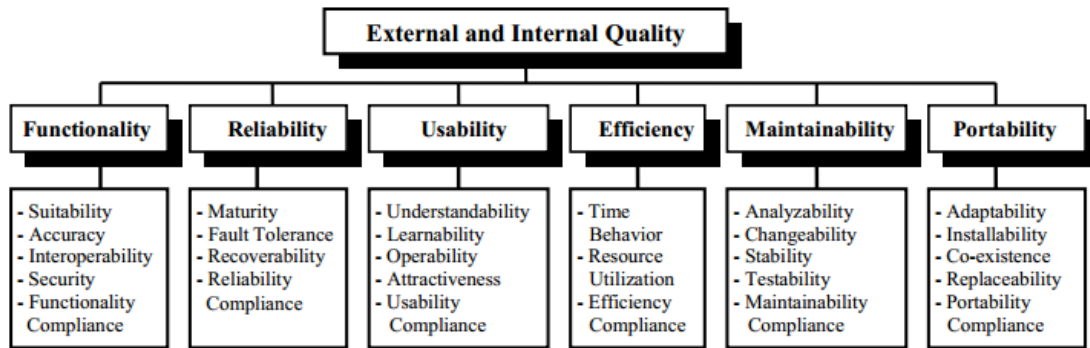 External and Internal Quality
Functionality
Reliability
Usability
Efficiency
Maintainability
Portability
- Suitability
- Accuracy
- Interoperability
- Security
- Functionality
Compliance
- Maturity
- Fault Tolerance
- Recoverability
- Reliability
Compliance
- Understandability
- Learnability
- Operability
- Attractiveness
- Usability
Compliance
- Time
Behavior
- Resource
Utilization
- Efficiency
Compliance
- Analyzability
- Changeability
- Stability
- Testability
- Maintainability
Compliance
- Adaptability
- Installability
- Co-existence
- Replaceability
- Portability
Compliance